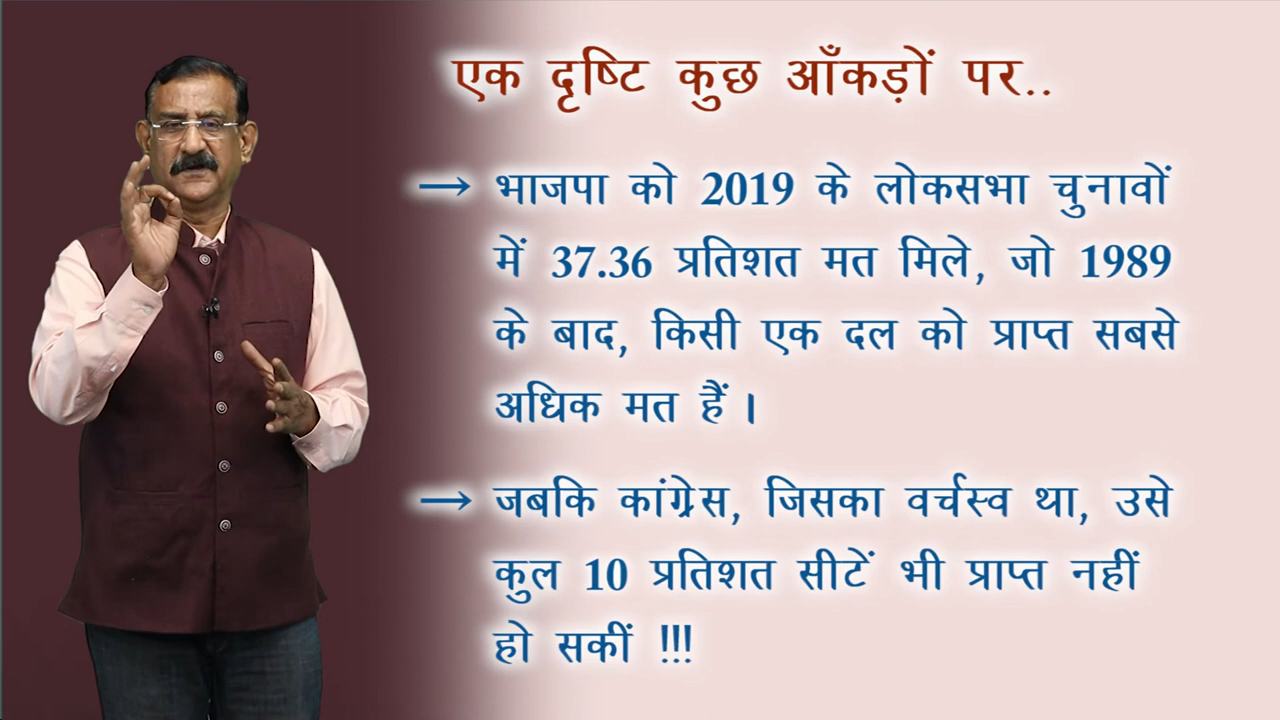 एक दृष्टि कुछ आँकड़ों पर..
→ भाजपा को 2019 के लोकसभा चुनावों
में 37.36 प्रतिशत मत मिले, जो 1989
के बाद, किसी एक दल को प्राप्त सबसे
अधिक मत हैं ।
→ जबकि कांग्रेस, जिसका वर्चस्व था, उसे
कुल 10 प्रतिशत सीटें भी प्राप्त नहीं
हो सकीं !!!